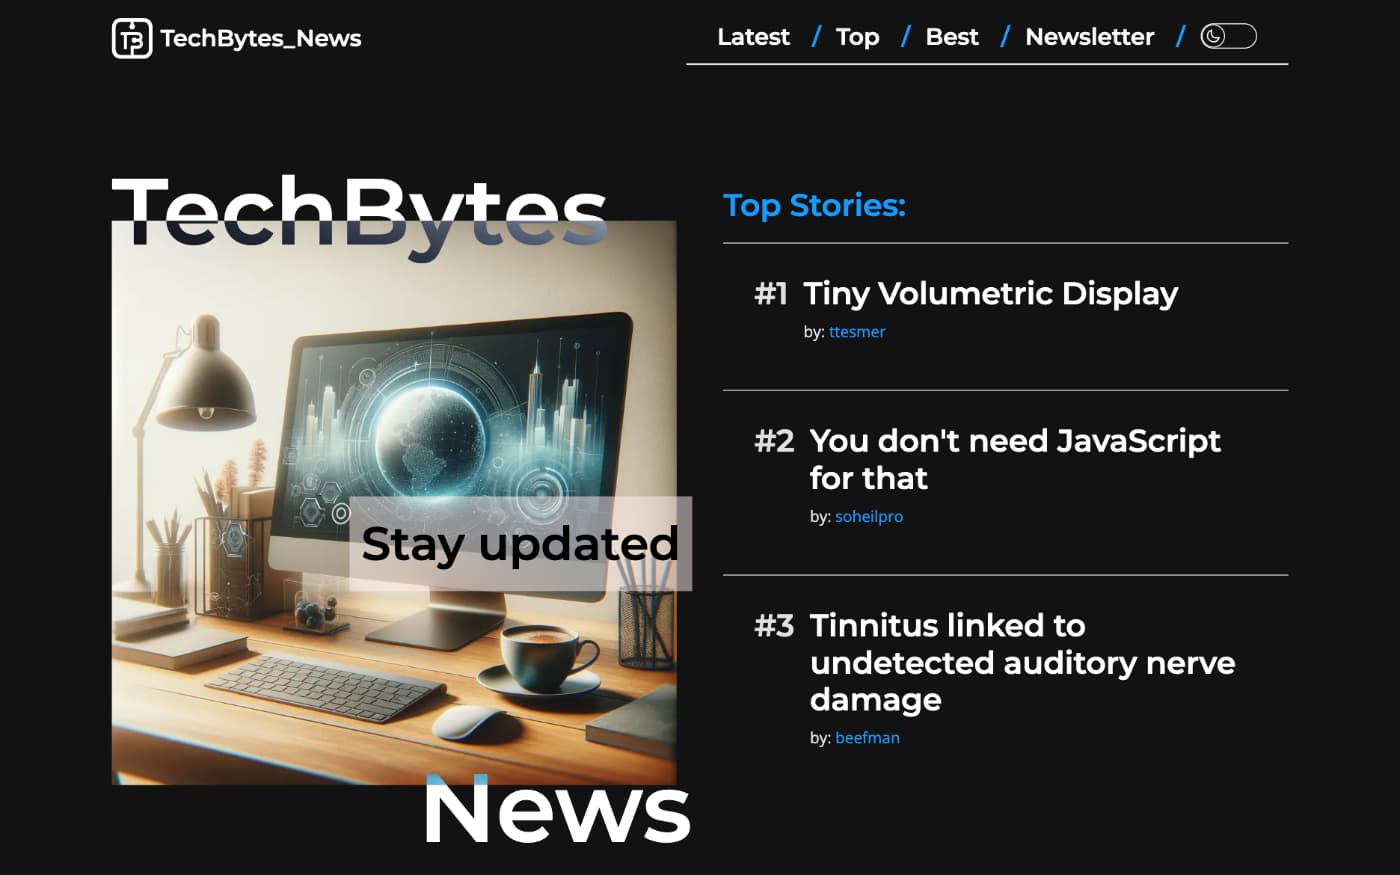 TechBytes_News
Latest / Top / Best / Newsletter /
TechBytes
Stay updated
News
Top Stories:
#1 Tiny Volumetric Display
by: ttesmer
#2 You don't need JavaScript
for that
by: soheilpro
#3 Tinnitus linked to
undetected auditory nerve
damage
by: beefman